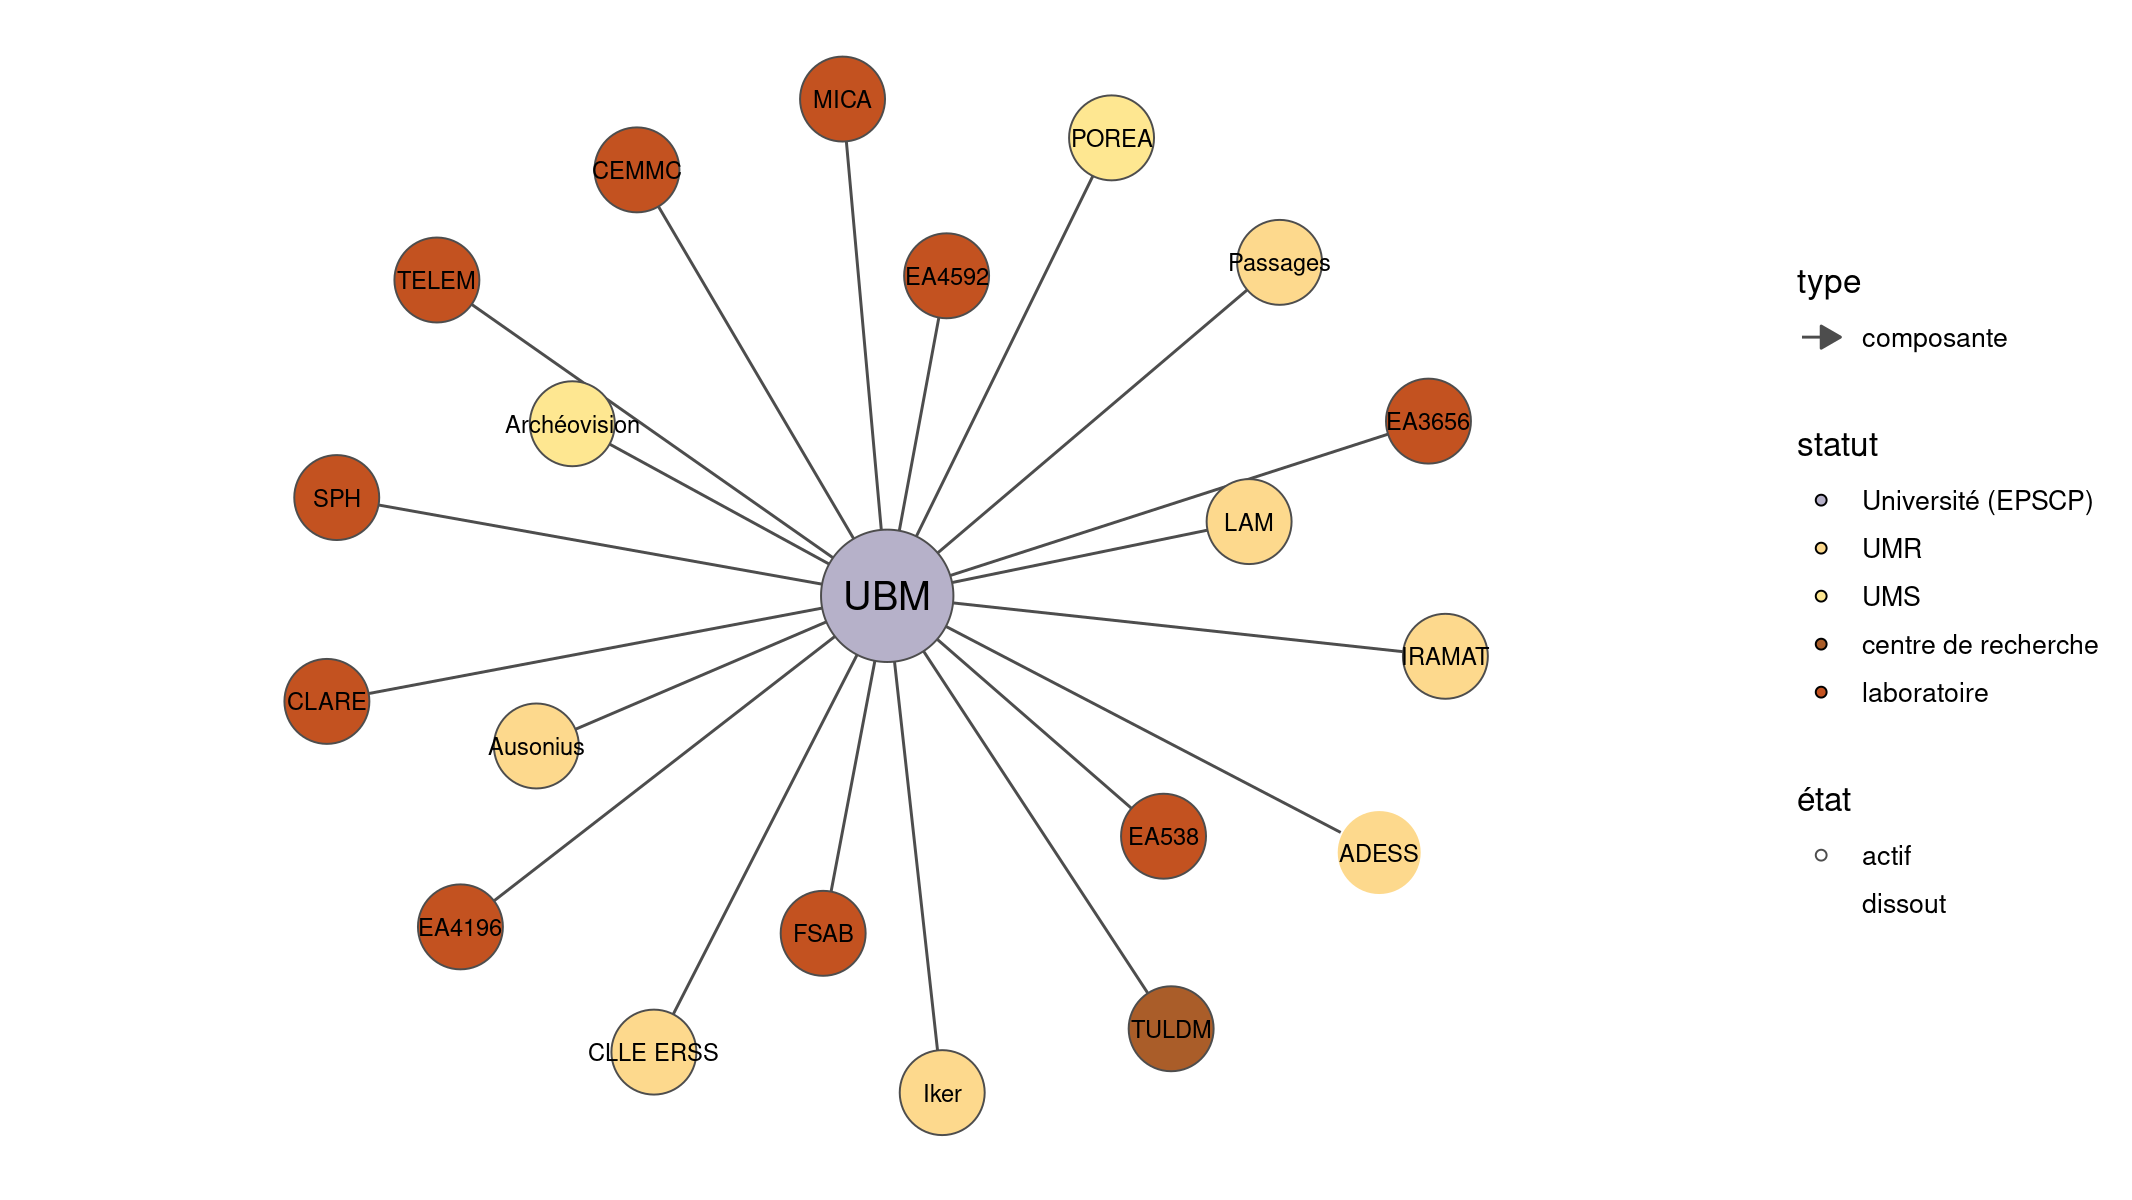 MICA
POREA
CEMMC
Passages
EA4592
TELEM
EA3656
Archéovision
SPH
LAM
UBM
IRAMAT
CLARE
Ausonius
EA538
ADESS
EA4196
FSAB
TULDM
CLLE ERSS
Iker
type
composante
statut
Université (EPSCP)
UMR
UMS
centre de recherche
laboratoire
état
actif
dissout